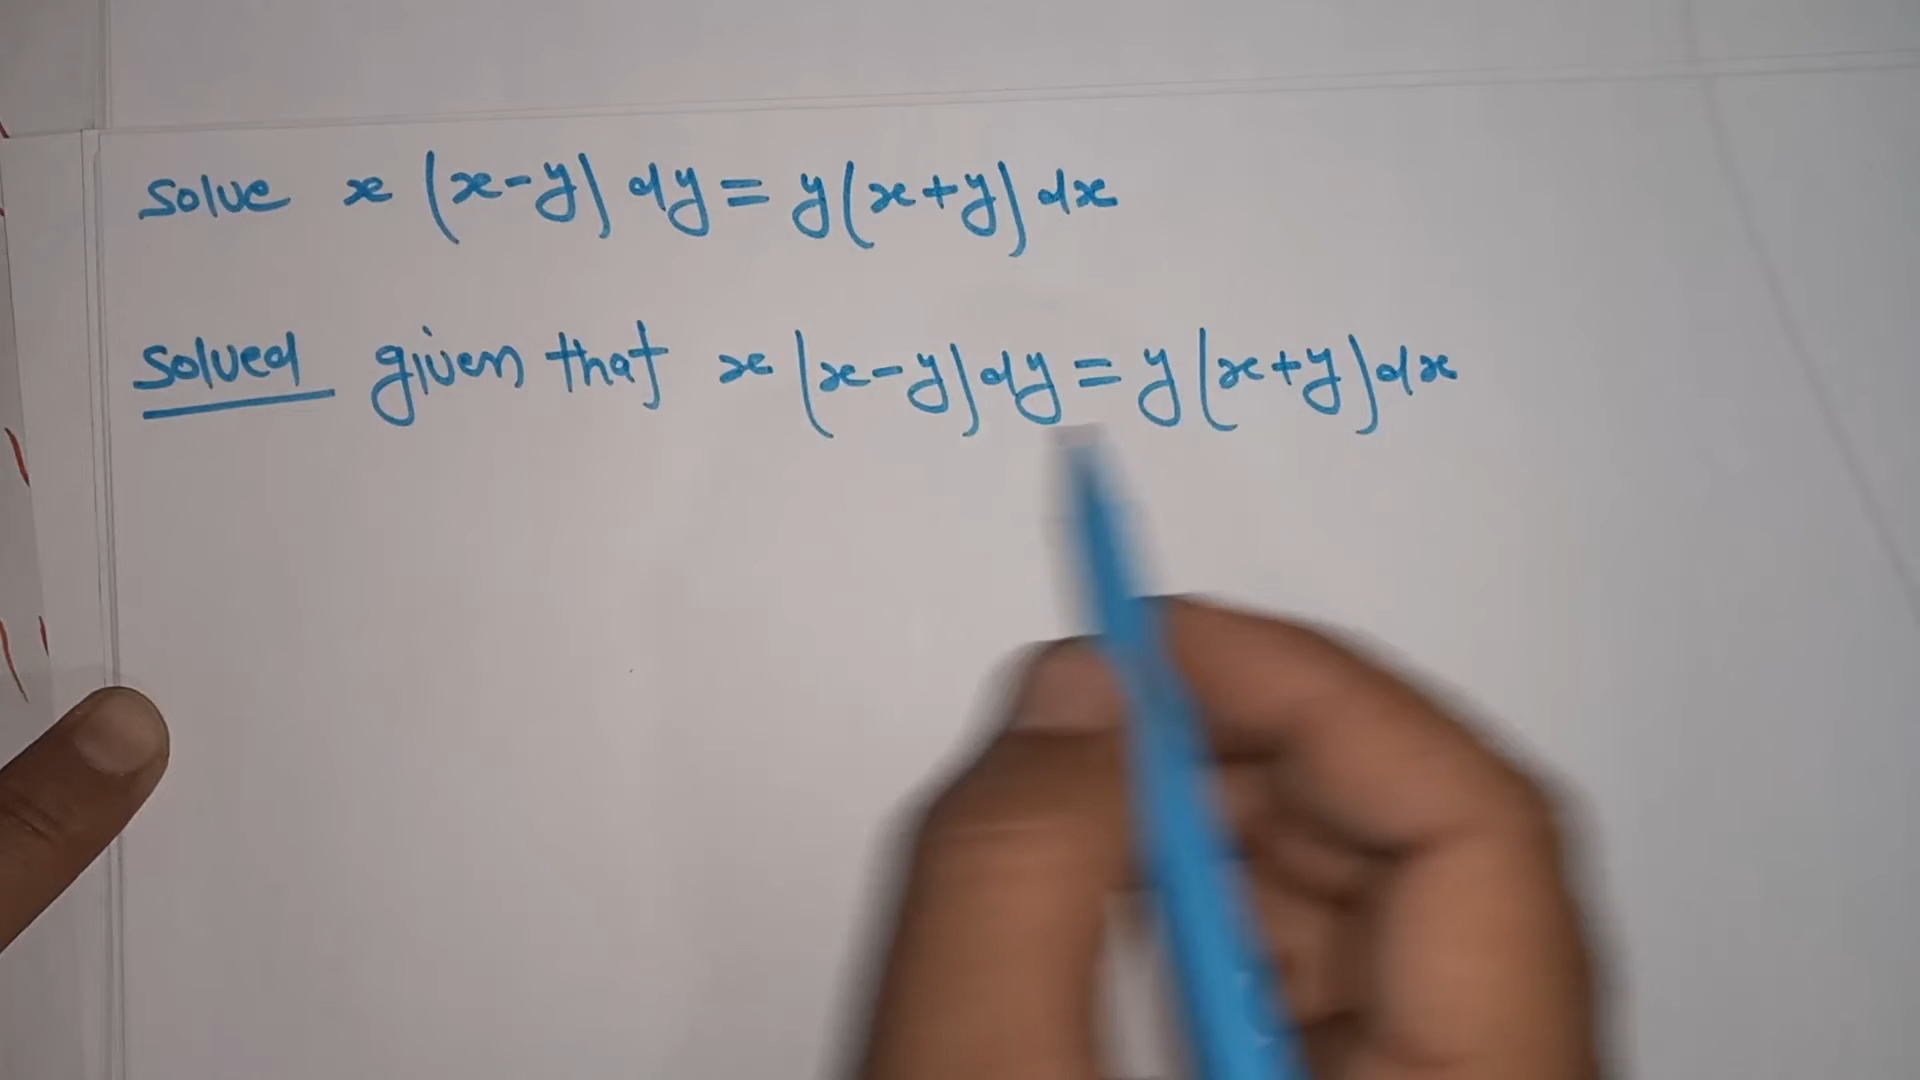 Solve x (x-y) dy = y(x+y) dx
Solved given that x (x-y) dy = y (x+y) dx